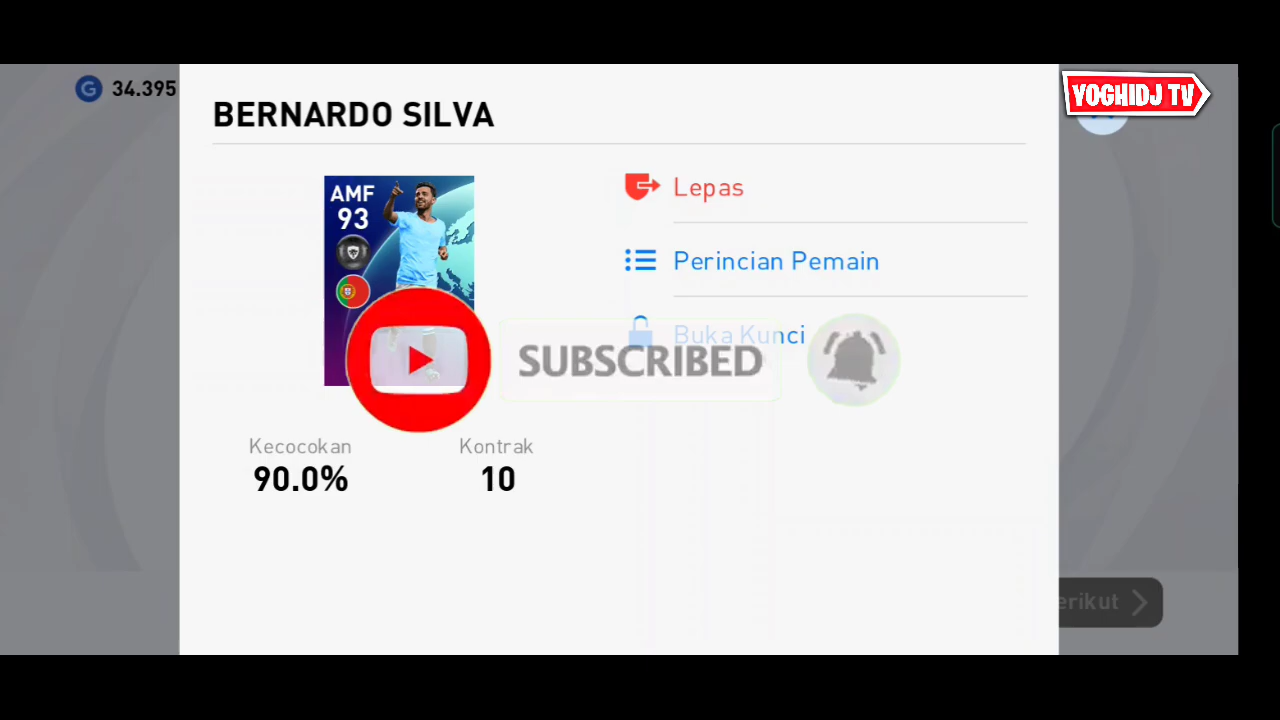 34.395
YOGHIDJ TV
BERNARDO SILVA
AMF
93
Lepas
Perincian Pemain
Buka Kunci
SUBSCRIBED
Kecocokan
Kontrak
90.0%
10
erikut